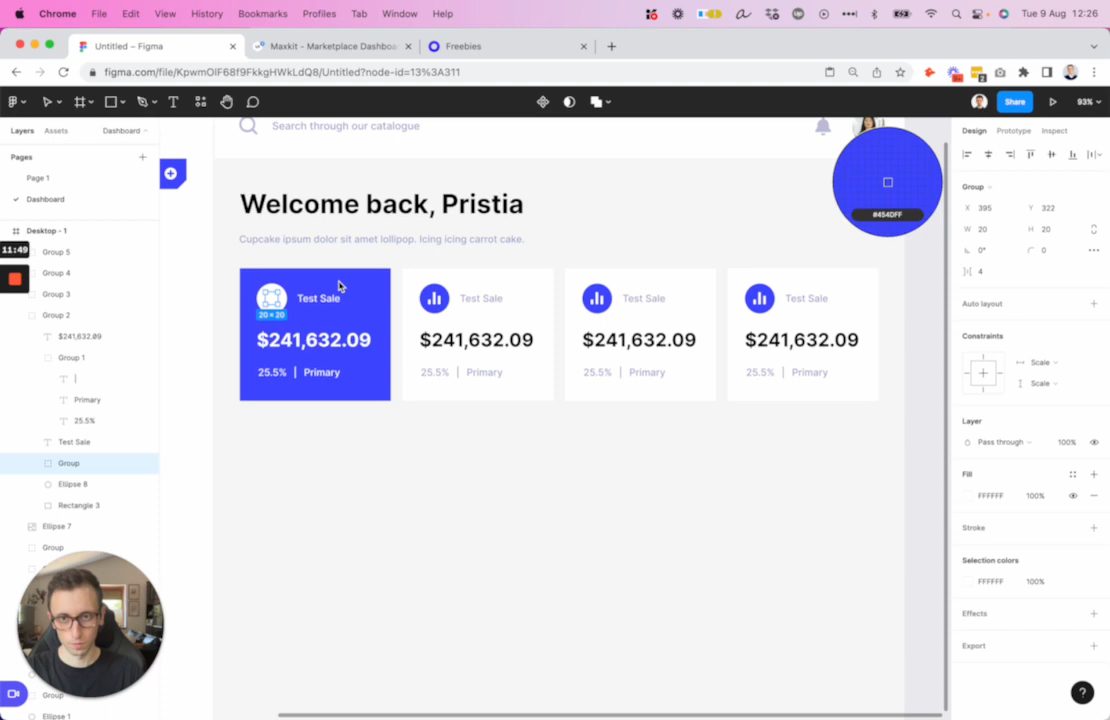 Chrome File Edit View History Bookmarks Profiles Tab Window Help Tue 9 Aug 12:26
Untitled – Figma Maxkit - Marketplace Dashboa Freebies
figma.com/file/KpwmOlF68f9FkkgHWkLdQ8/Untitled?node-id=13%3A311
Share 93%
Layers Assets Dashboard
Search through our catalogue
Design Prototype Inspect
Pages
Page 1
Dashboard
Desktop - 1
11:49
Group 5
Group 4
Group 3
Group 2
$241,632.09
Group 1
|
Primary
25.5%
Test Sale
Group
Ellipse 8
Rectangle 3
Ellipse 7
Group
Group
Ellipse 1
Welcome back, Pristia
Cupcake ipsum dolor sit amet lollipop. Icing icing carrot cake.
#454DFF
Test Sale Test Sale Test Sale Test Sale
20 × 20
$241,632.09 $241,632.09 $241,632.09 $241,632.09
25.5% | Primary 25.5% | Primary 25.5% | Primary 25.5% | Primary
Group
X 395 Y 322
W 20 H 20
0° 0
4
Auto layout
Constraints
Scale
Scale
Layer
Pass through 100%
Fill
FFFFFF 100%
Stroke
Selection colors
FFFFFF 100%
Effects
Export
?